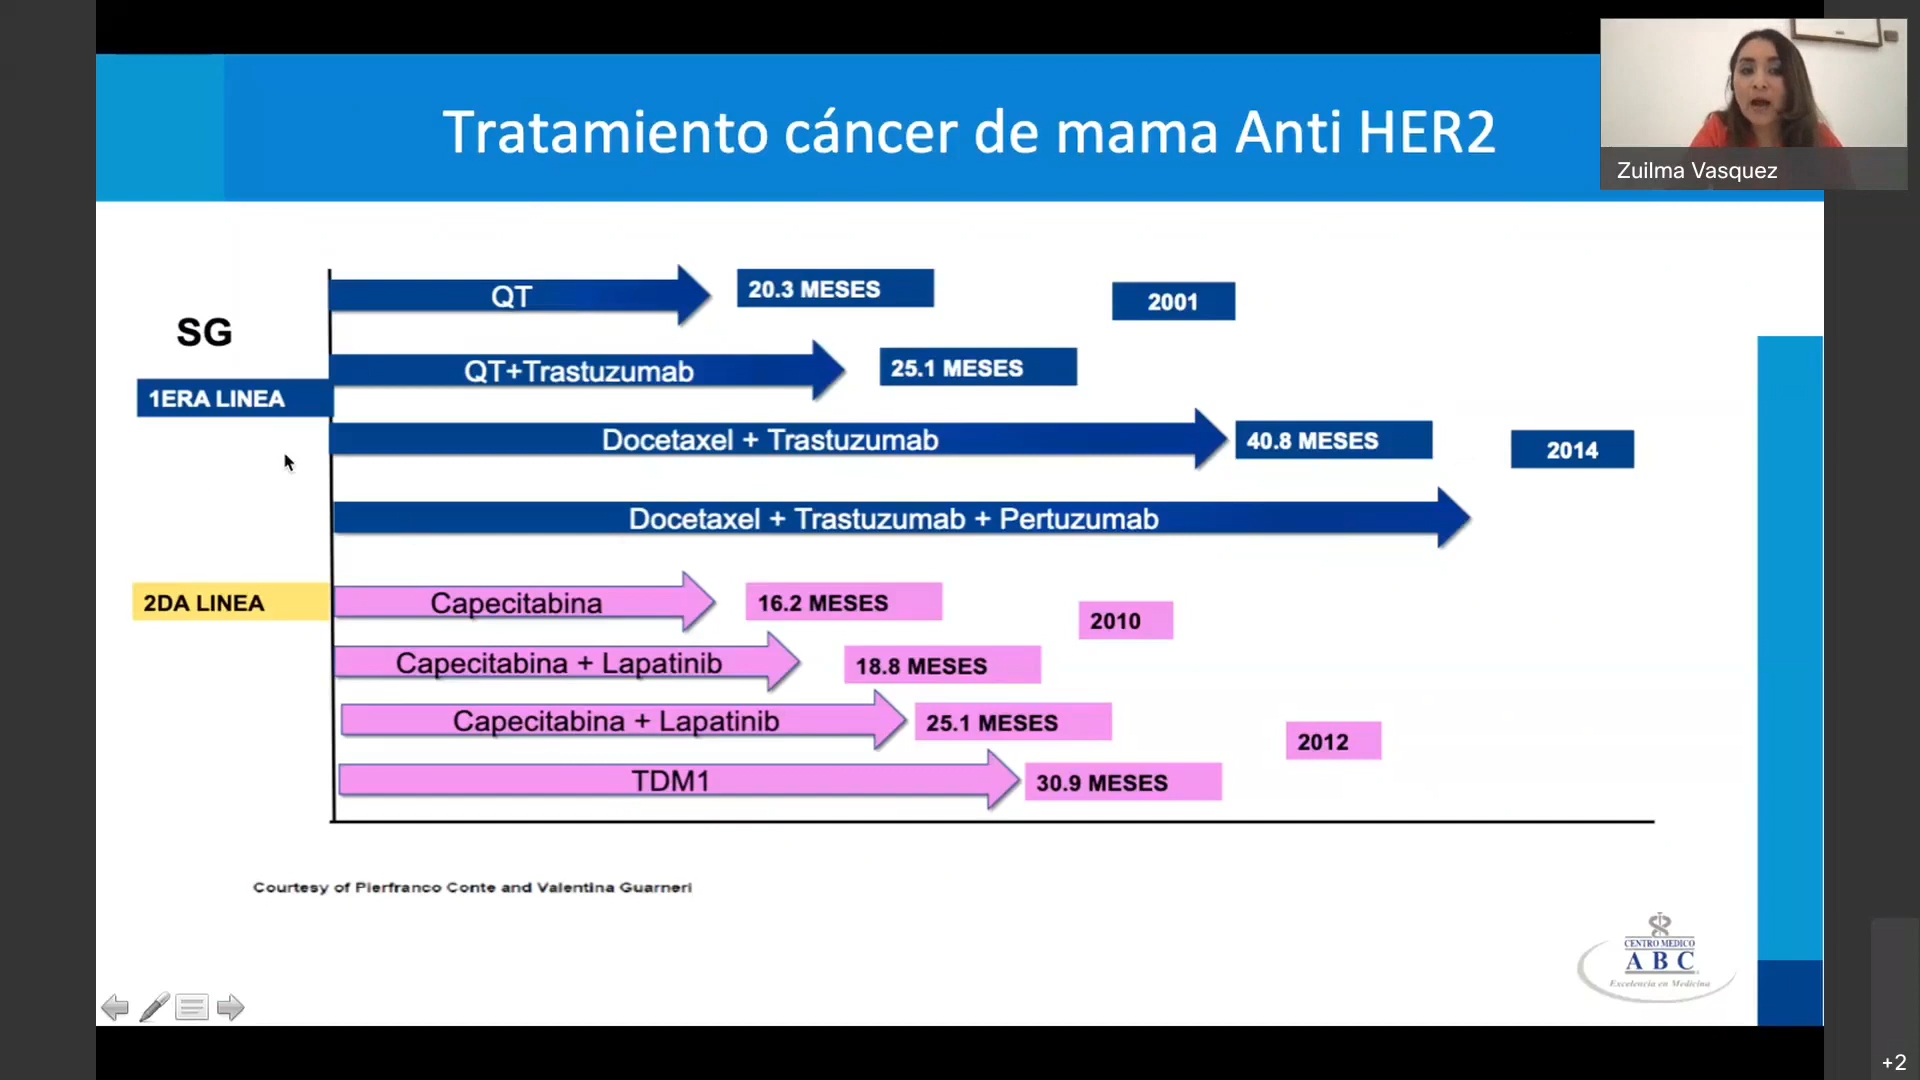 Tratamiento cáncer de mama Anti HER2
Zuilma Vasquez
SG
QT
20.3 MESES
2001
QT+Trastuzumab
25.1 MESES
1ERA LINEA
Docetaxel + Trastuzumab
40.8 MESES
2014
Docetaxel + Trastuzumab + Pertuzumab
2DA LINEA
Capecitabina
16.2 MESES
2010
Capecitabina + Lapatinib
18.8 MESES
Capecitabina + Lapatinib
25.1 MESES
2012
TDM1
30.9 MESES
Courtesy of Pierfranco Conte and Valentina Guarneri
CENTRO MEDICO
ABC
Excelencia en Medicina
+2